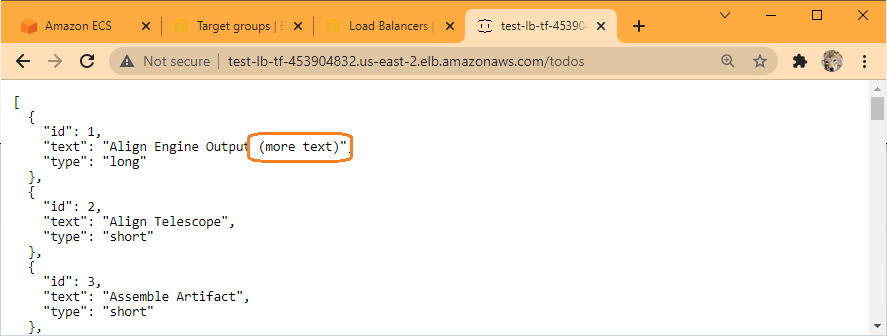 Amazon ECS
Target groups | E
Load Balancers |
test-lb-tf-45390
Not secure | test-lb-tf-453904832.us-east-2.elb.amazonaws.com/todos
[
{
"id": 1,
"text": "Align Engine Output (more text)",
"type": "long"
},
{
"id": 2,
"text": "Align Telescope",
"type": "short"
},
{
"id": 3,
"text": "Assemble Artifact",
"type": "short"
},